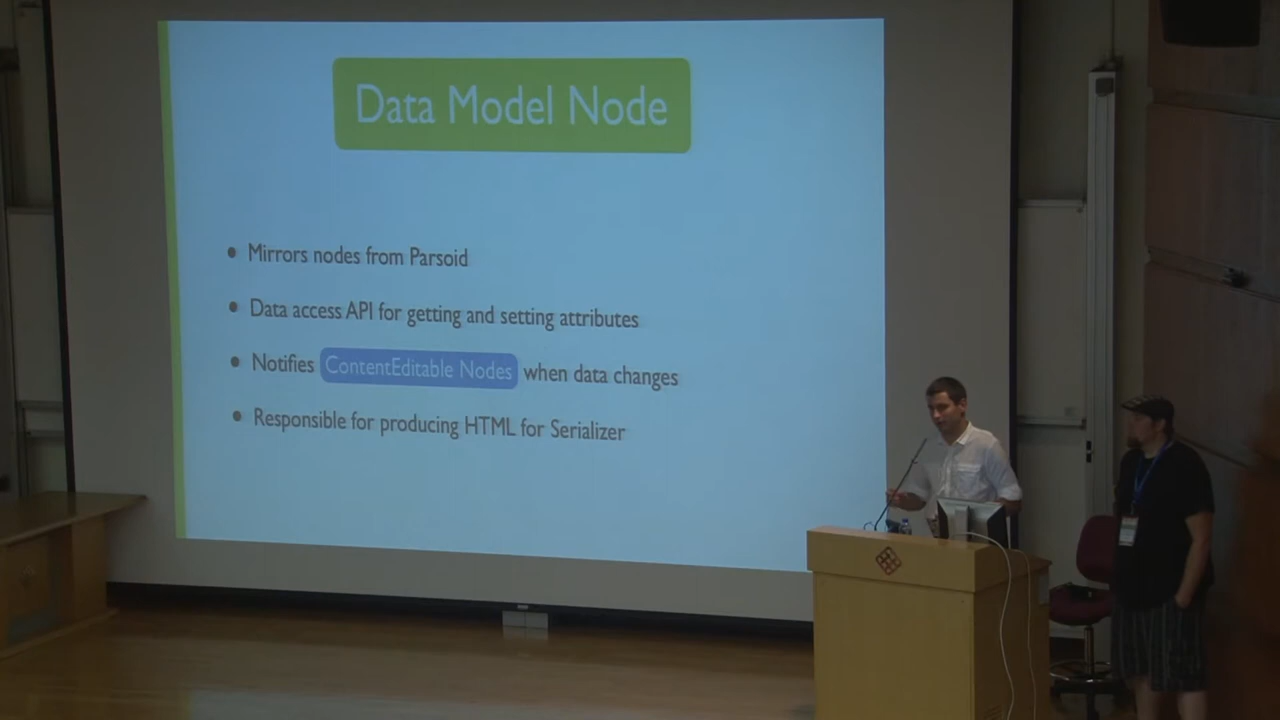 Data Model Node
• Mirrors nodes from Parsoid
• Data access API for getting and setting attributes
• Notifies ContentEditable Nodes when data changes
• Responsible for producing HTML for Serializer